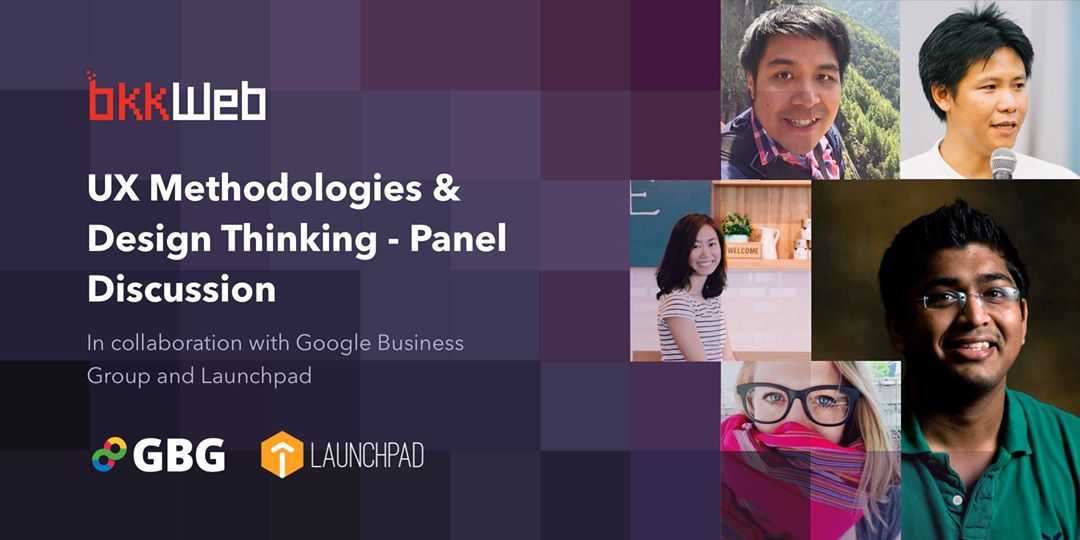 bkkWeb
UX Methodologies &
Design Thinking - Panel
Discussion
In collaboration with Google Business
Group and Launchpad
GBG
LAUNCHPAD
E
WELCOME